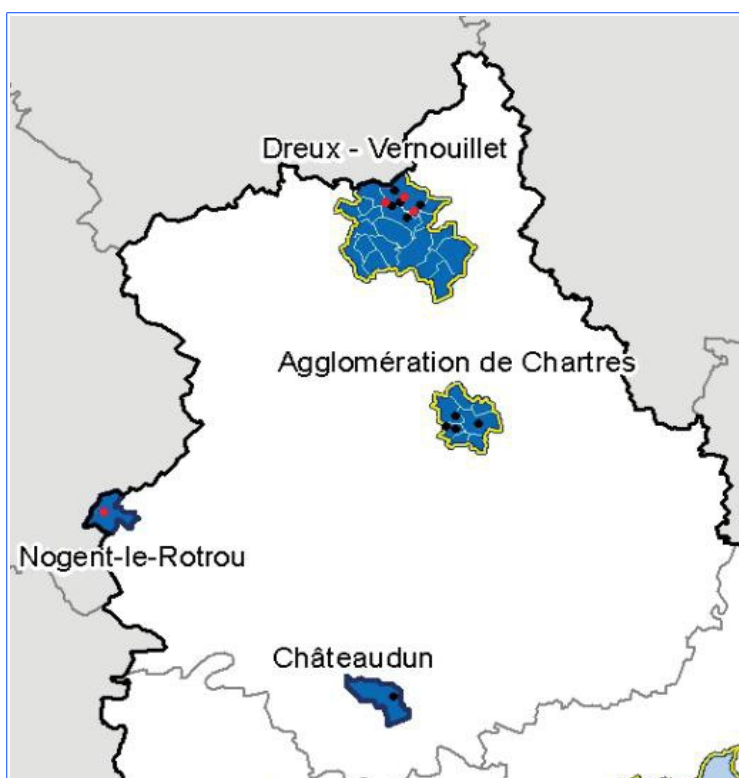 Dreux - Vernouillet
Agglomération de Chartres
Nogent-le-Rotrou
Châteaudun